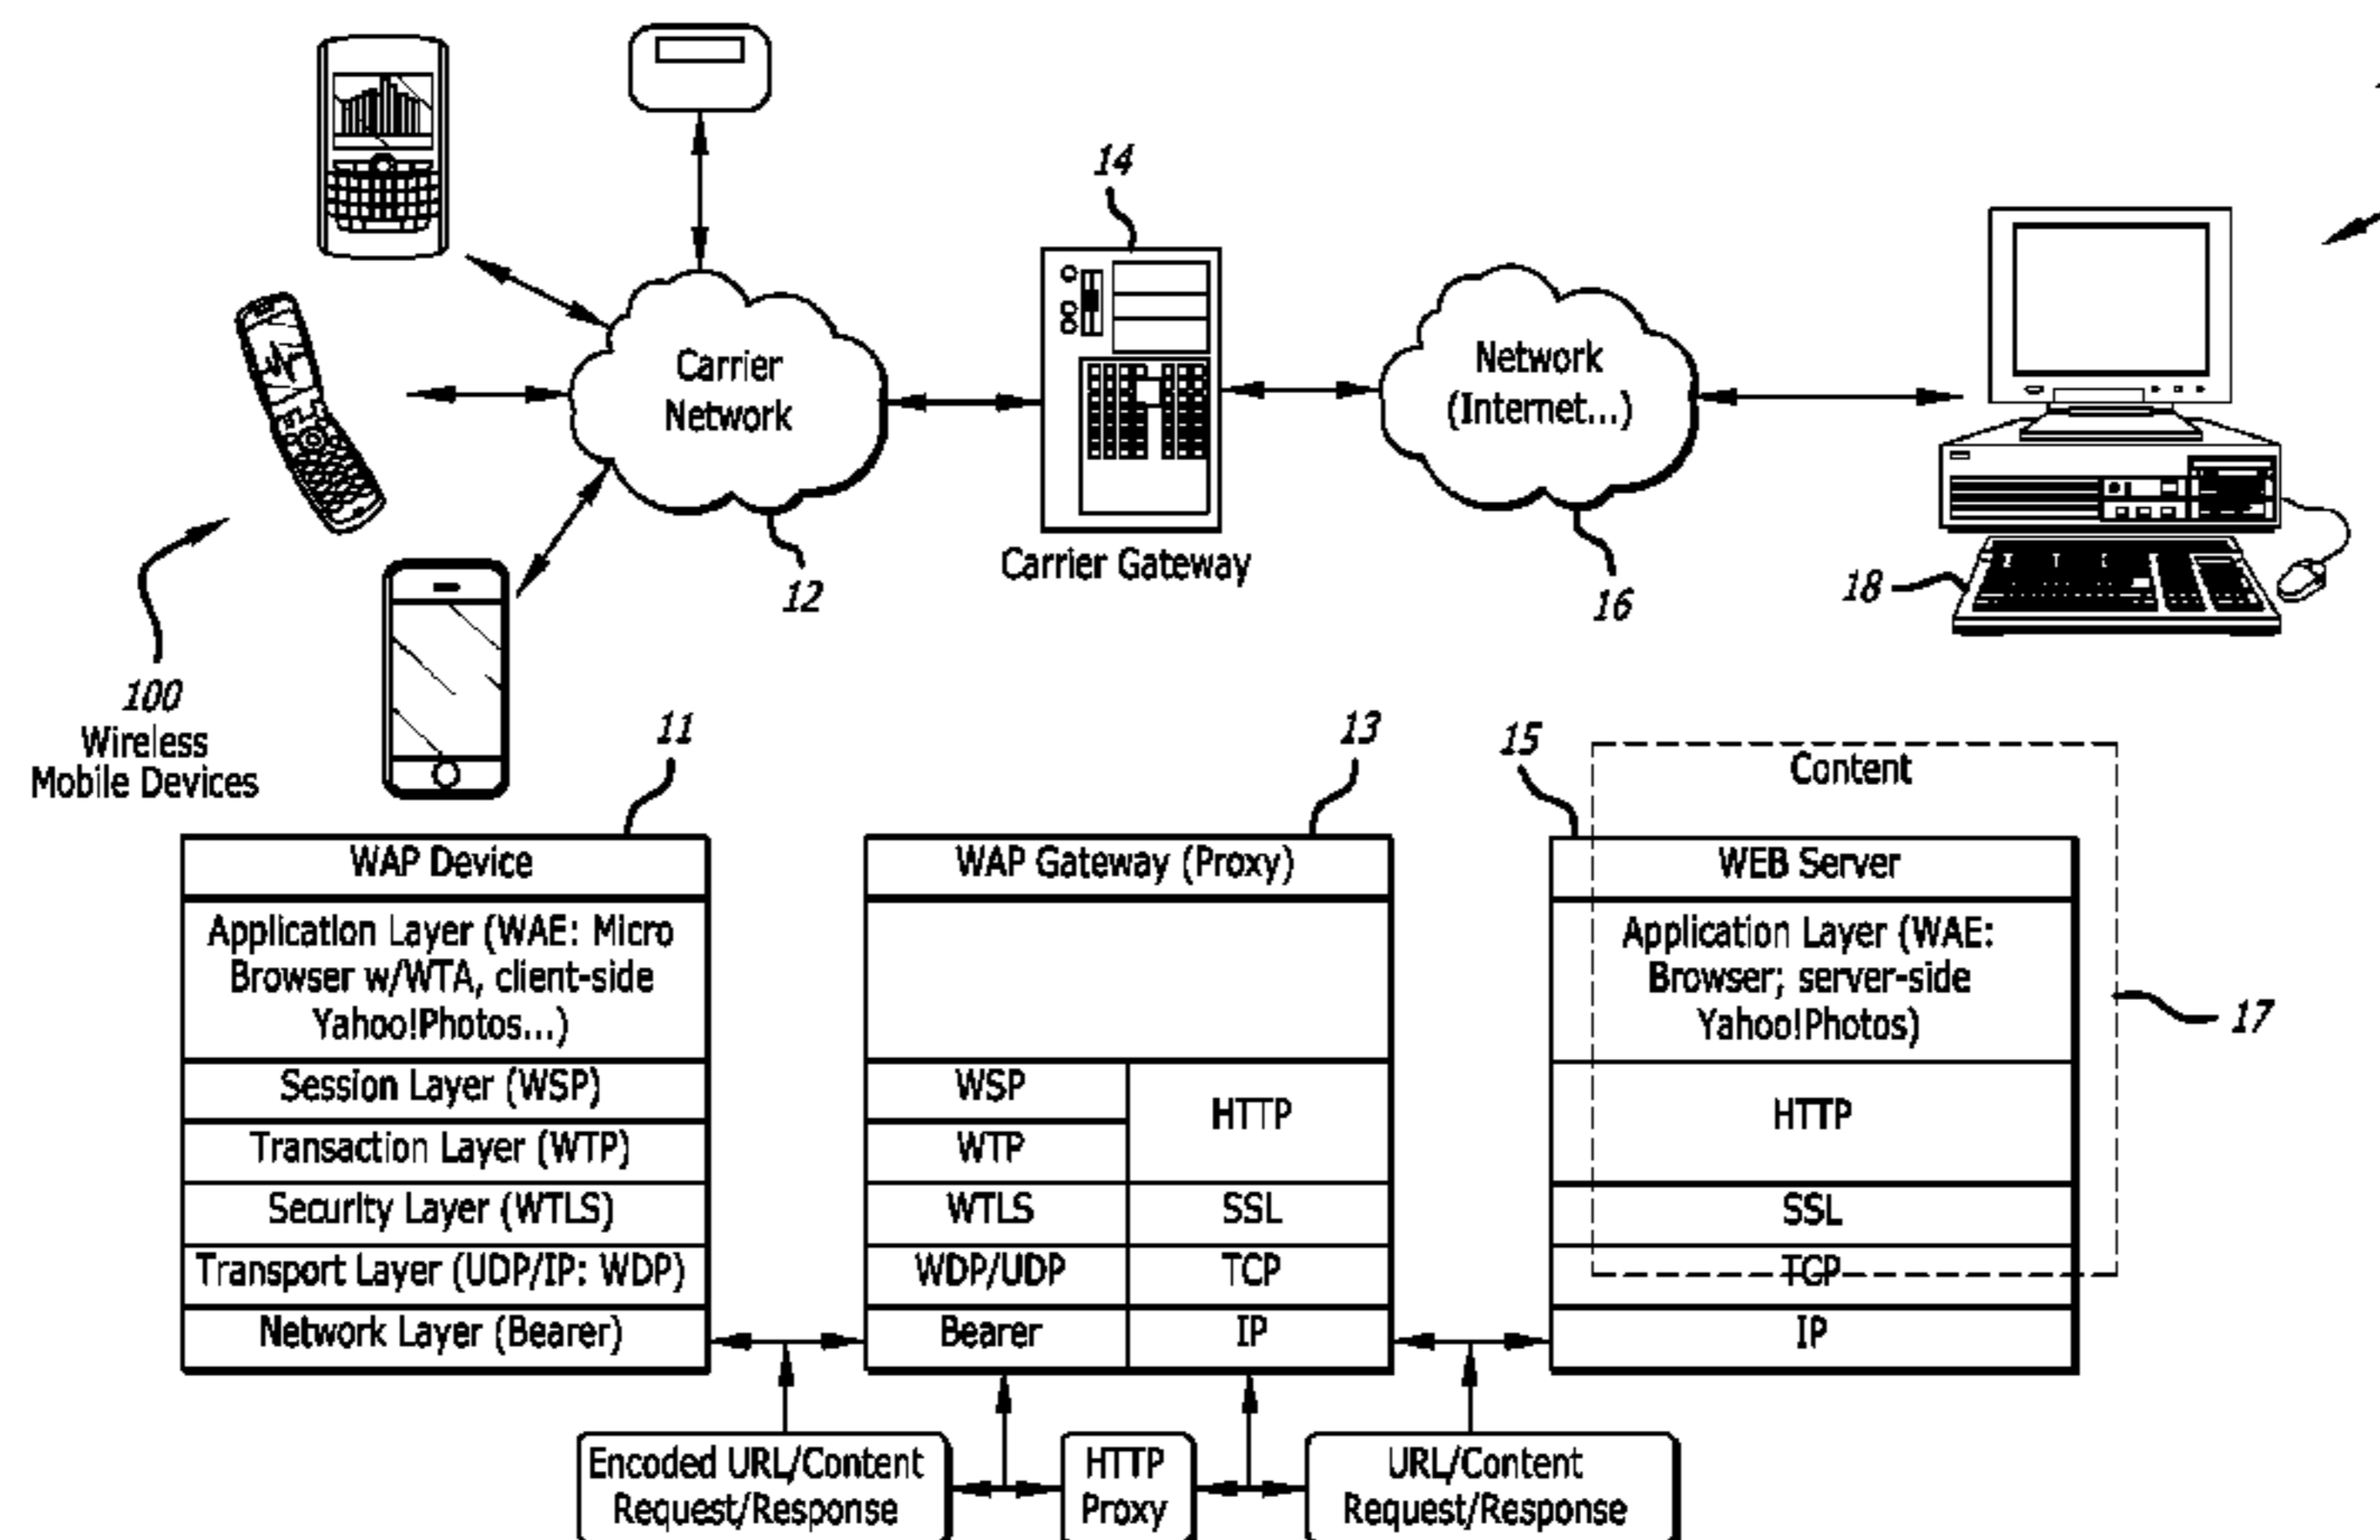 14
Carrier
Network
Network
(Internet...)
Carrier Gateway
12
16
18
100
Wireless
Mobile Devices
11
13
15
Content
17
WAP Device
Application Layer (WAE: Micro
Browser w/WTA, client-side
Yahoo!Photos...)
Session Layer (WSP)
Transaction Layer (WTP)
Security Layer (WTLS)
Transport Layer (UDP/IP: WDP)
Network Layer (Bearer)
WAP Gateway (Proxy)
WSP
HTTP
WTP
WTLS
SSL
WDP/UDP
TCP
Bearer
IP
WEB Server
Application Layer (WAE:
Browser; server-side
Yahoo!Photos)
HTTP
SSL
TCP
IP
Encoded URL/Content
Request/Response
HTTP
Proxy
URL/Content
Request/Response